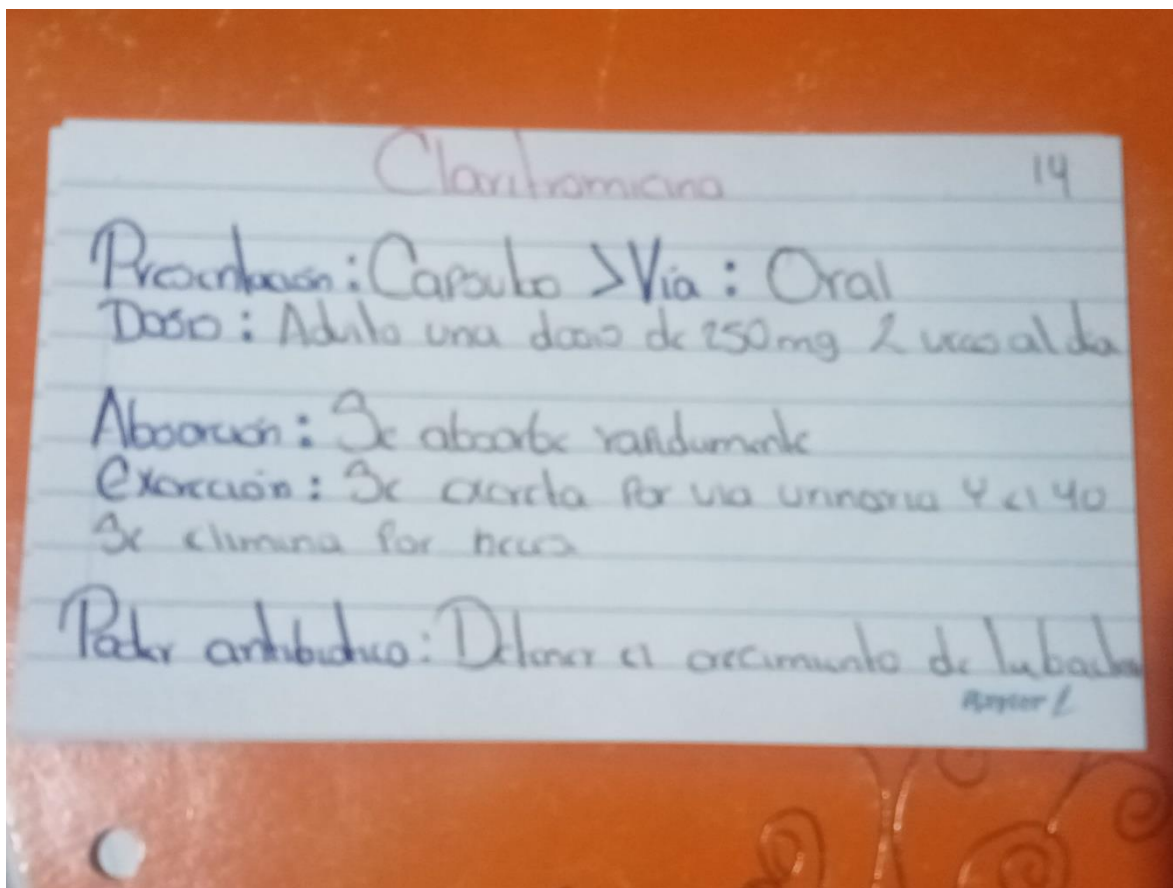 Claritromicina 14
Presentación: Capsula > Vía: Oral
Dosis: Adulto una dosis de 250mg 2 veces al dia
Absorción: Se absorbe rapidamente
Excreción: Se excreta Por via urinaria y el 40
Se elimina Por heces
Poder antibiotico: Detener el crecimiento de la bacteria